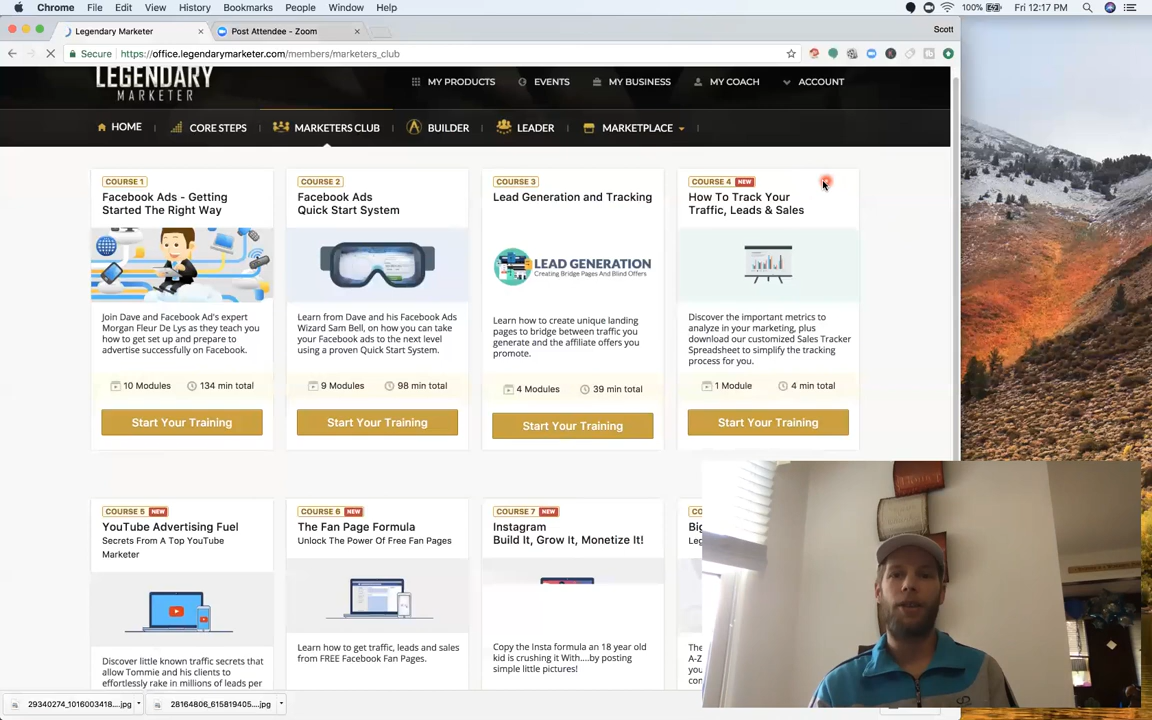 Chrome File Edit View History Bookmarks People Window Help 100% Fri 12:17 PM
Legendary Marketer Post Attendee - Zoom Scott
Secure https://office.legendarymarketer.com/members/marketers_club
LEGENDARY
MARKETER
MY PRODUCTS EVENTS MY BUSINESS MY COACH ACCOUNT
HOME CORE STEPS MARKETERS CLUB BUILDER LEADER MARKETPLACE
COURSE 1
Facebook Ads - Getting
Started The Right Way
Join Dave and Facebook Ad's expert
Morgan Fleur De Lys as they teach you
how to get set up and prepare to
advertise successfully on Facebook.
10 Modules 134 min total
Start Your Training
COURSE 2
Facebook Ads
Quick Start System
Learn from Dave and his Facebook Ads
Wizard Sam Bell, on how you can take
your Facebook ads to the next level
using a proven Quick Start System.
9 Modules 98 min total
Start Your Training
COURSE 3
Lead Generation and Tracking
LEAD GENERATION
Creating Bridge Pages And Blind Offers
Learn how to create unique landing
pages to bridge between traffic you
generate and the affiliate offers you
promote.
4 Modules 39 min total
Start Your Training
COURSE 4 NEW
How To Track Your
Traffic, Leads & Sales
Discover the important metrics to
analyze in your marketing, plus
download our customized Sales Tracker
Spreadsheet to simplify the tracking
process for you.
1 Module 4 min total
Start Your Training
COURSE 5 NEW
YouTube Advertising Fuel
Secrets From A Top YouTube
Marketer
Discover little known traffic secrets that
allow Tommie and his clients to
effortlessly rake in millions of leads per
COURSE 6 NEW
The Fan Page Formula
Unlock The Power Of Free Fan Pages
Learn how to get traffic, leads and sales
from FREE Facebook Fan Pages.
COURSE 7 NEW
Instagram
Build It, Grow It, Monetize It!
Copy the Insta formula an 18 year old
kid is crushing it With....by posting
simple little pictures!
29340274_1016003418....jpg 28164806_615819405....jpg